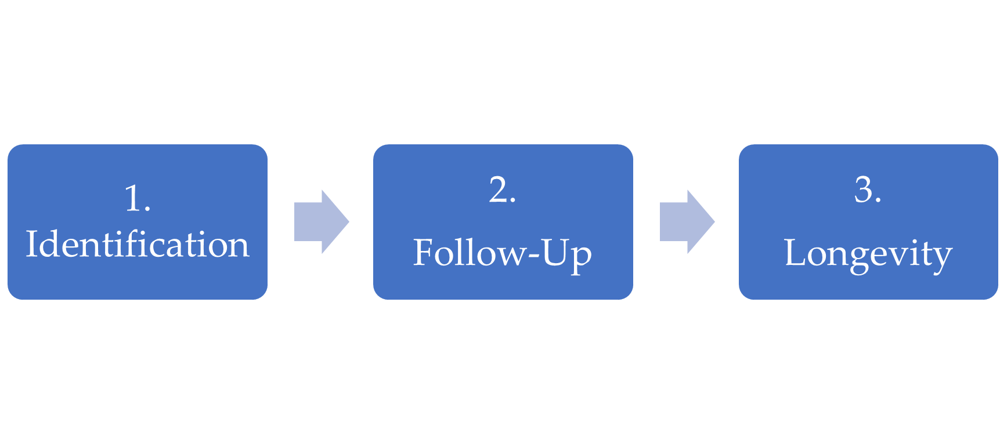 1.
Identification
2.
Follow-Up
3.
Longevity